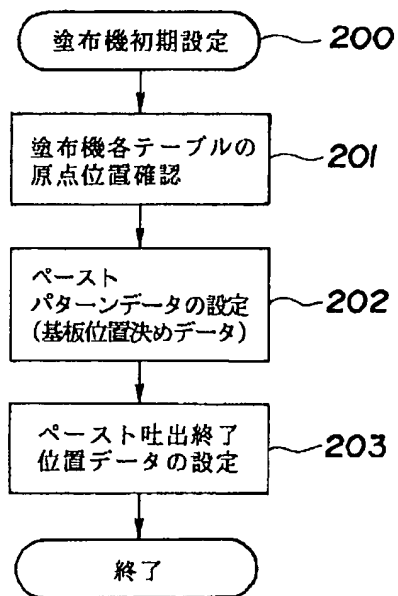 塗布機初期設定
200
塗布機各テーブルの
原点位置確認
201
ペースト
パターンデータの設定
(基板位置決めデータ)
202
ペースト吐出終了
位置データの設定
203
終了